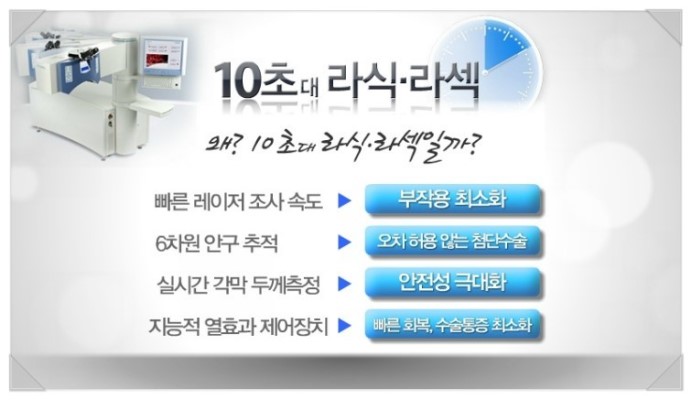 10초대 라식·라섹
왜? 10초대 라식·라섹일까?
빠른 레이저 조사 속도 ▶ 부작용 최소화
6차원 안구 추적 ▶ 오차 허용 않는 첨단수술
실시간 각막 두께측정 ▶ 안전성 극대화
지능적 열효과 제어장치 ▶ 빠른 회복, 수술통증 최소화